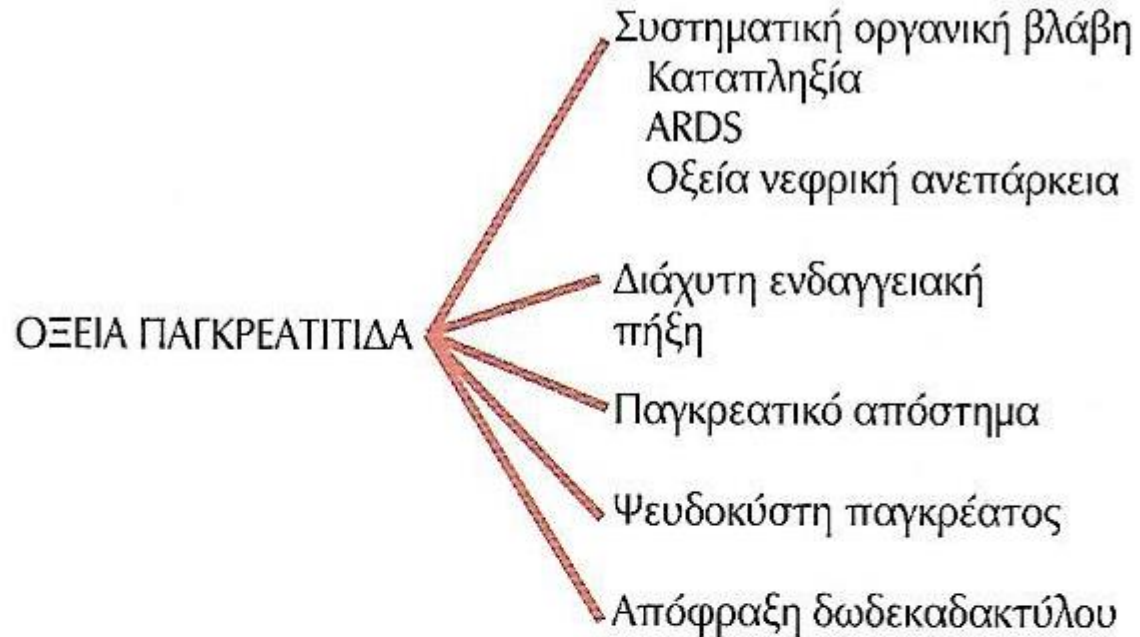 Συστηματική οργανική βλάβη
Καταπληξία
ARDS
Οξεία νεφρική ανεπάρκεια
Διάχυτη ενδαγγειακή
πήξη
ΟΞΕΙΑ ΠΑΓΚΡΕΑΤΙΤΙΔΑ
Παγκρεατικό απόστημα
Ψευδοκύστη παγκρέατος
Απόφραξη δωδεκαδακτύλου